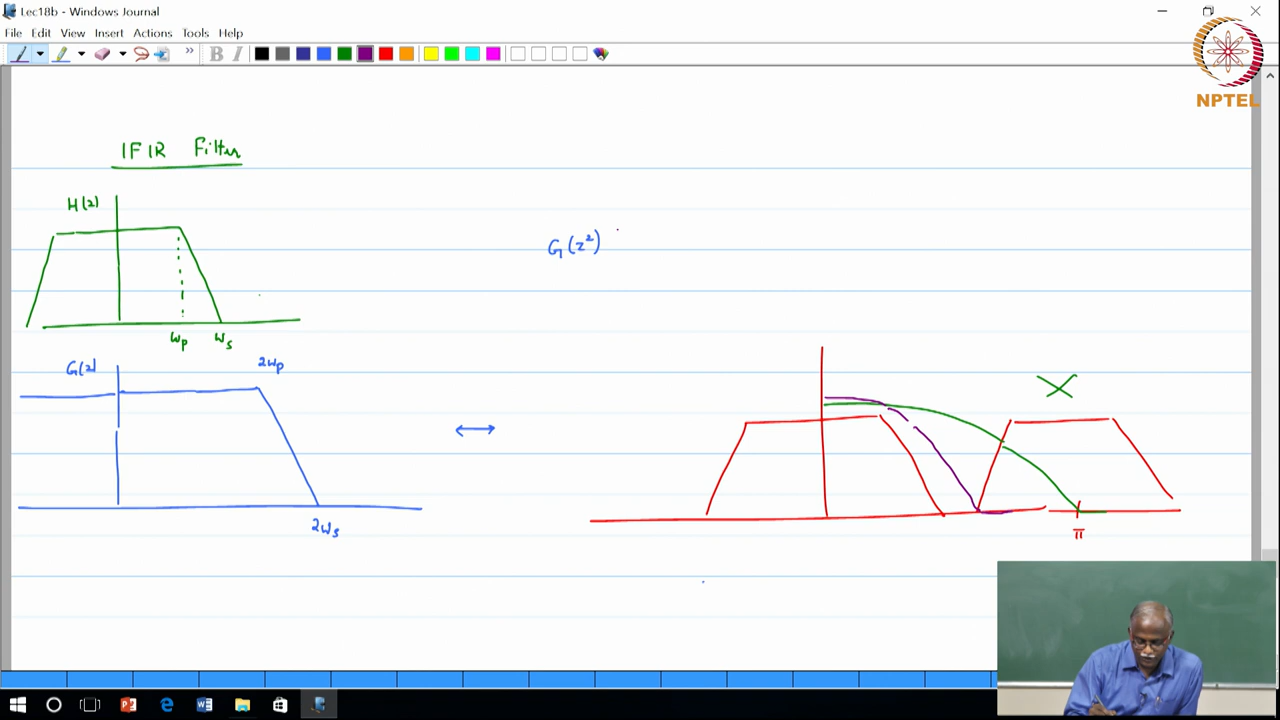 Lec18b - Windows Journal
File Edit View Insert Actions Tools Help
B I
NPTEL
IFIR Filter
H(z)
ωp ωs
G(z)
2ωp
2ωs
G(z²)
π